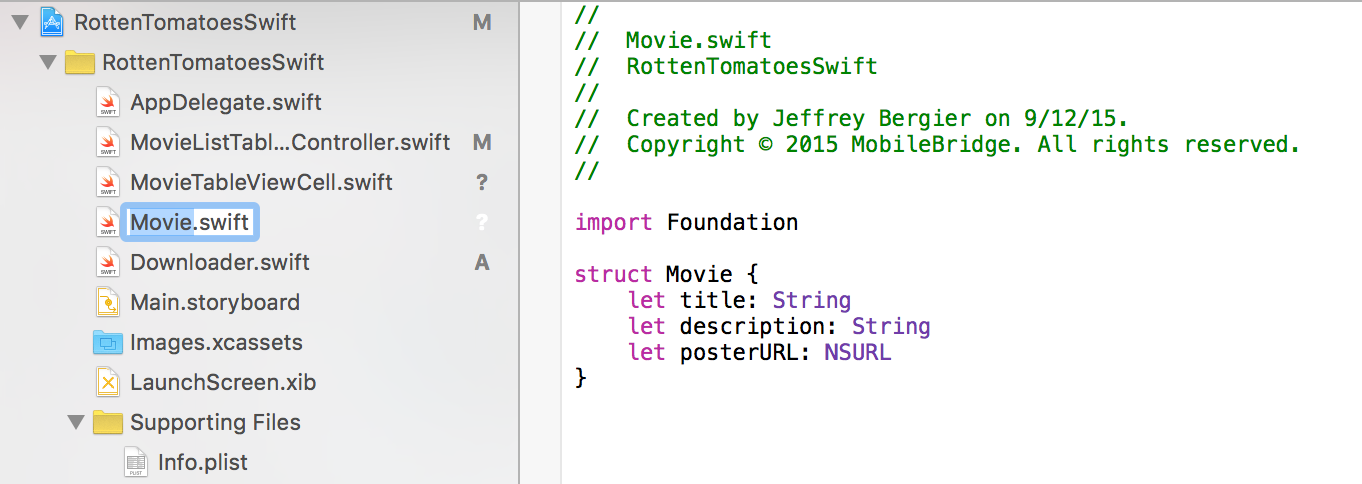 RottenTomatoesSwift M
RottenTomatoesSwift
AppDelegate.swift
MovieListTabl...Controller.swift M
MovieTableViewCell.swift ?
Movie.swift ?
Downloader.swift A
Main.storyboard
Images.xcassets
LaunchScreen.xib
Supporting Files
Info.plist
//
//  Movie.swift
//  RottenTomatoesSwift
//
//  Created by Jeffrey Bergier on 9/12/15.
//  Copyright © 2015 MobileBridge. All rights reserved.
//
import Foundation
struct Movie {
    let title: String
    let description: String
    let posterURL: NSURL
}